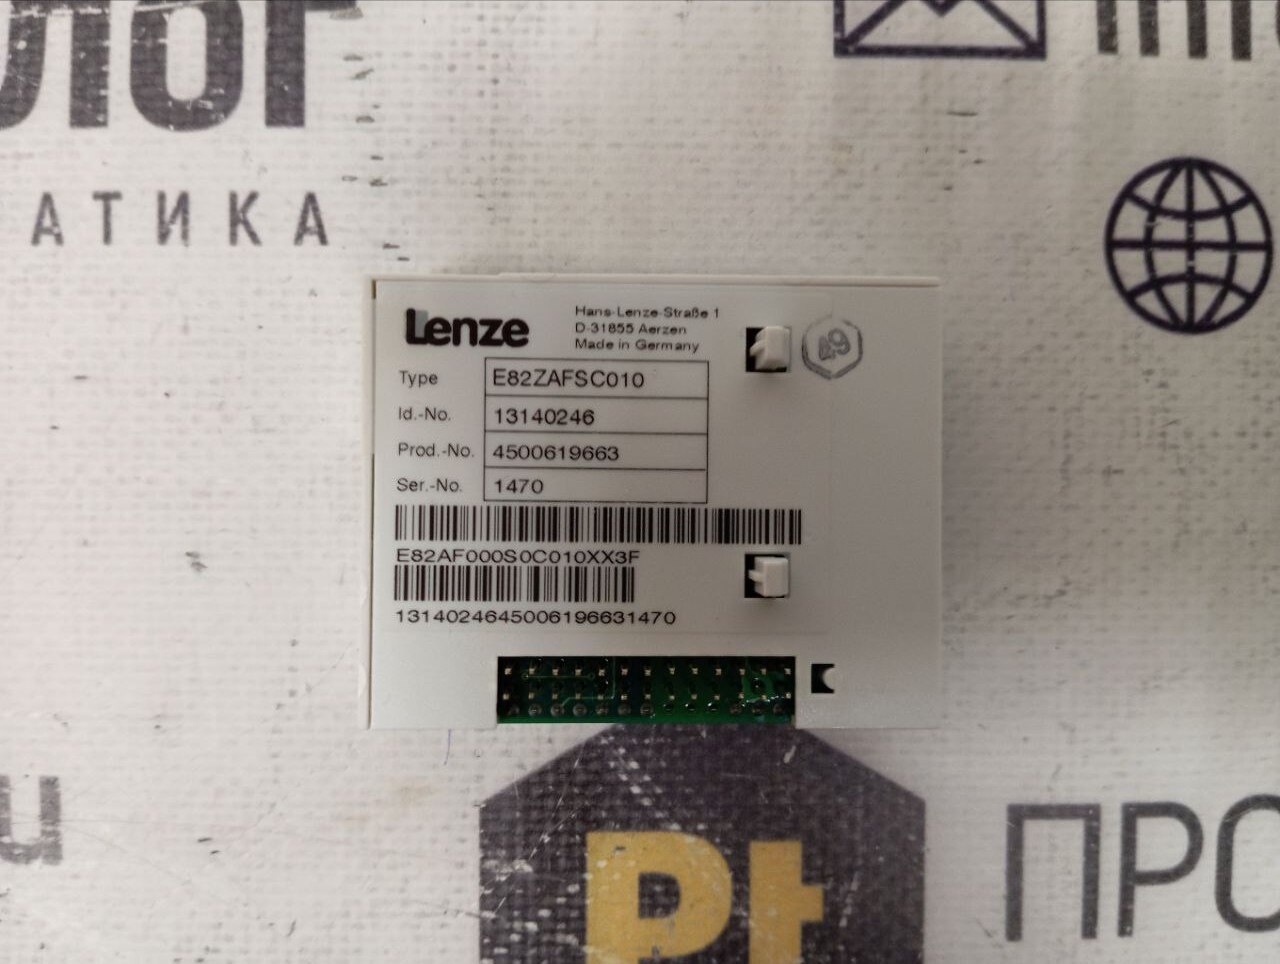 ЛОГ
АТИКА
Lenze
Hans-Lenze-Straße 1
D-31855 Aerzen
Made in Germany
49
Type E82ZAFSC010
Id.-No. 13140246
Prod.-No. 4500619663
Ser.-No. 1470
E82AF000S0C010XX3F
1314024645006196631470
u
ПРО